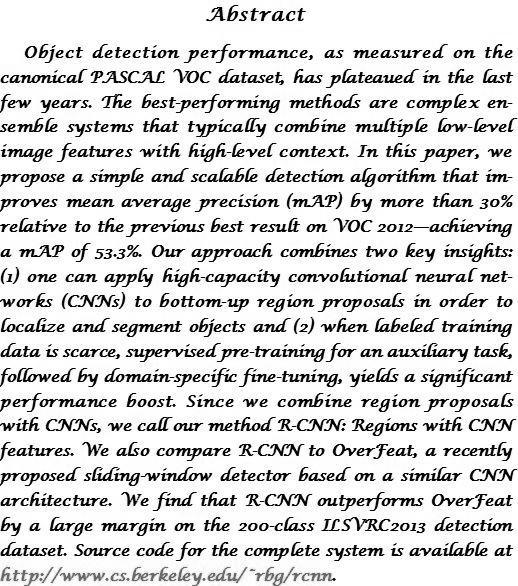 Abstract
Object detection performance, as measured on the
canonical PASCAL VOC dataset, has plateaued in the last
few years. The best-performing methods are complex en-
semble systems that typically combine multiple low-level
image features with high-level context. In this paper, we
propose a simple and scalable detection algorithm that im-
proves mean average precision (mAP) by more than 30%
relative to the previous best result on VOC 2012—achieving
a mAP of 53.3%. Our approach combines two key insights:
(1) one can apply high-capacity convolutional neural net-
works (CNNs) to bottom-up region proposals in order to
localize and segment objects and (2) when labeled training
data is scarce, supervised pre-training for an auxiliary task,
followed by domain-specific fine-tuning, yields a significant
performance boost. Since we combine region proposals
with CNNs, we call our method R-CNN: Regions with CNN
features. We also compare R-CNN to OverFeat, a recently
proposed sliding-window detector based on a similar CNN
architecture. We find that R-CNN outperforms OverFeat
by a large margin on the 200-class ILSVRC2013 detection
dataset. Source code for the complete system is available at
http://www.cs.berkeley.edu/~rbg/rcnn.